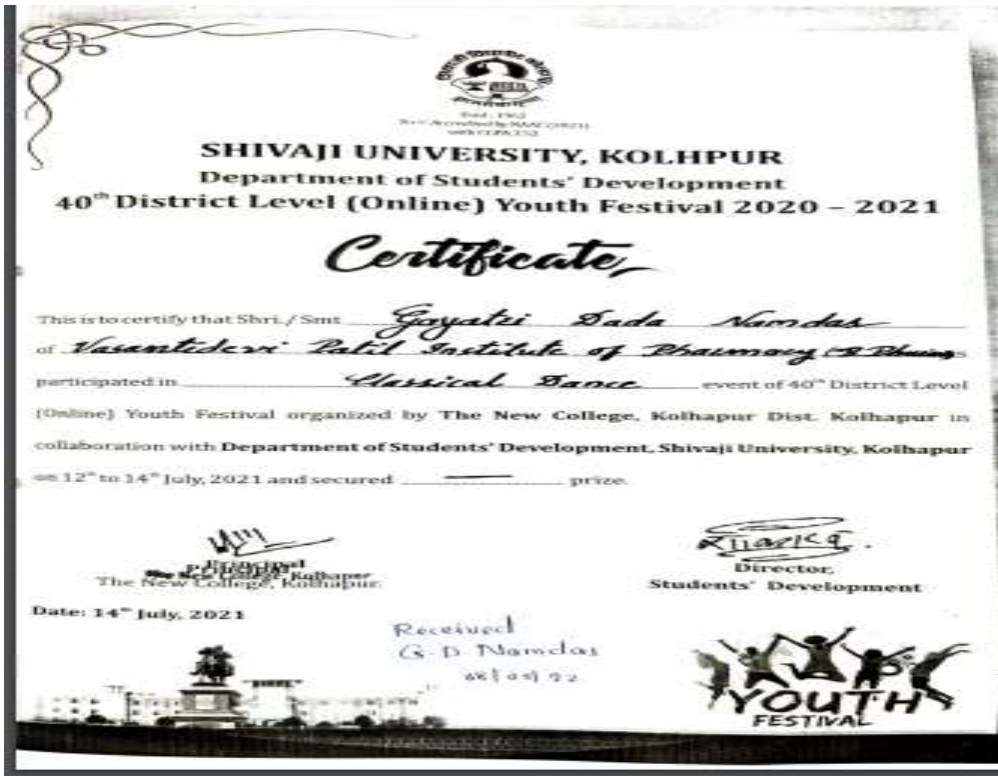 Estd : 1962
SHIVAJI UNIVERSITY, KOLHPUR
Department of Students' Development
40th District Level (Online) Youth Festival 2020 – 2021
Certificate
This is to certify that Shri./ Smt Gayatri Dada Namdas
of Vasantidevi Patil Institute of Pharmacy
participated in Classical Dance event of 40th District Level
(Online) Youth Festival organized by The New College, Kolhapur Dist. Kolhapur in
collaboration with Department of Students' Development, Shivaji University, Kolhapur
on 12th to 14th July, 2021 and secured — prize.
Principal
The New College, Kolhapur.
Director,
Students' Development
Date: 14th July, 2021
Received
G. D. Namdas
YOUTH
FESTIVAL